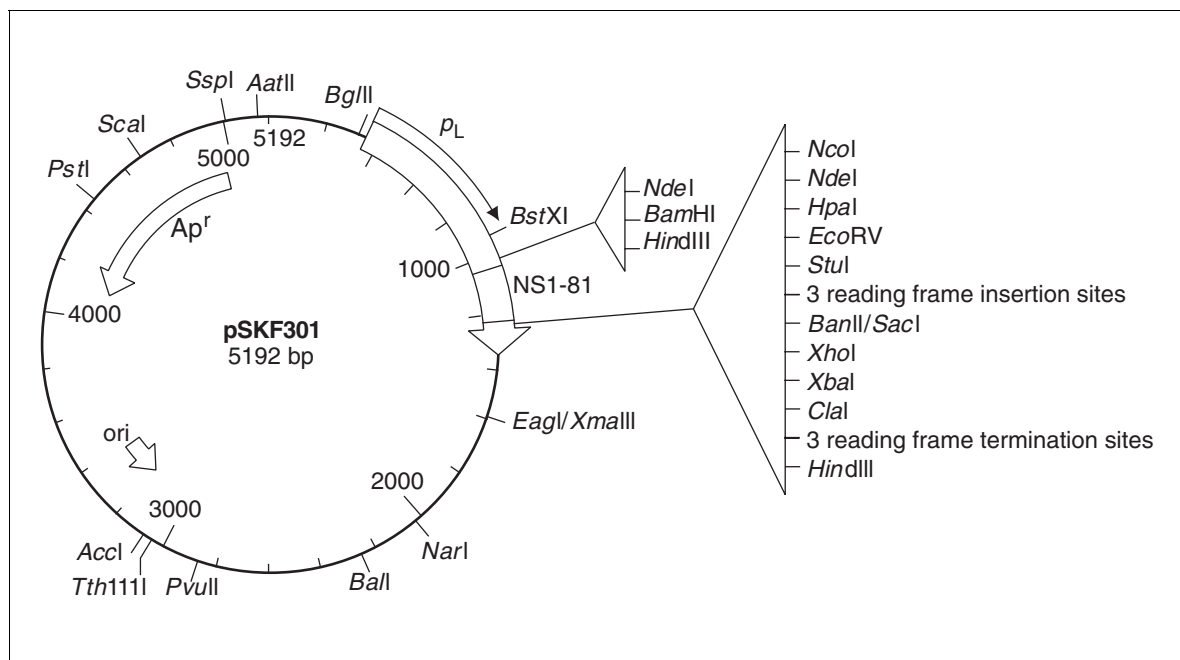 SspI
AatII
BglII
pL
ScaI
5192
5000
PstI
Apr
BstXI
NdeI
BamHI
HindIII
1000
NS1-81
4000
pSKF301
5192 bp
EagI/XmaIII
ori
2000
3000
NarI
AccI
Tth111I
PvuII
BalI
NcoI
NdeI
HpaI
EcoRV
StuI
3 reading frame insertion sites
BanII/SacI
XhoI
XbaI
ClaI
3 reading frame termination sites
HindIII